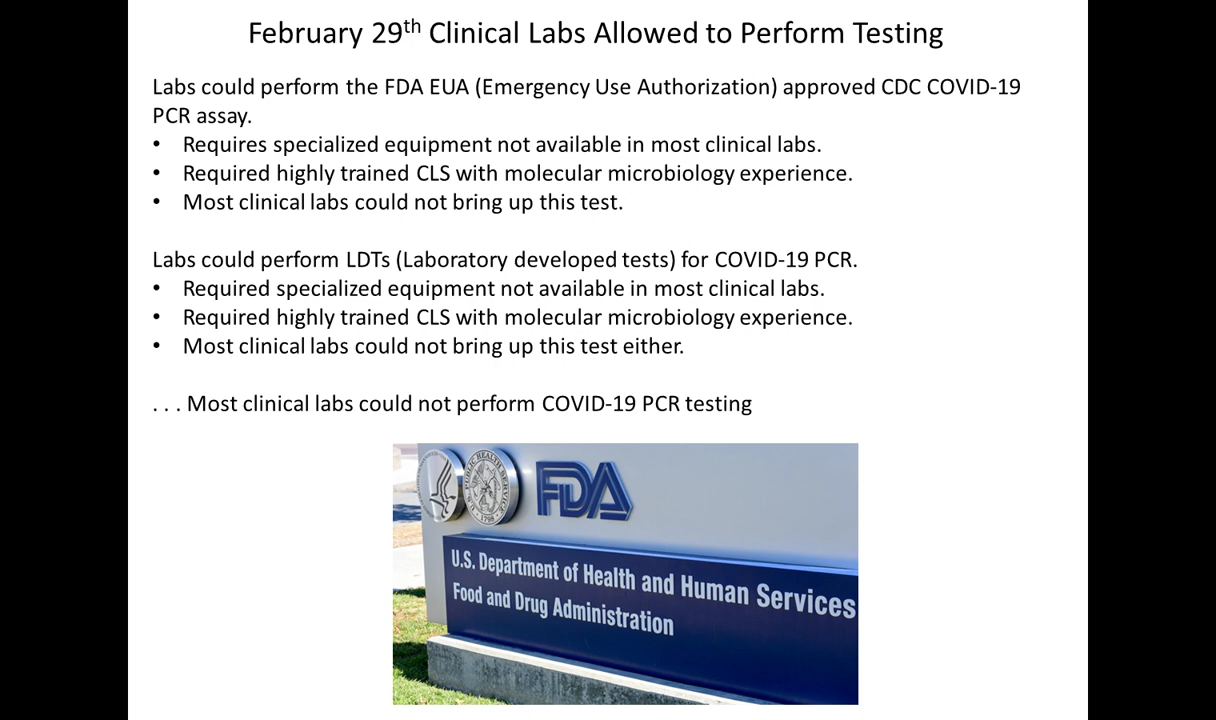 February 29th Clinical Labs Allowed to Perform Testing
Labs could perform the FDA EUA (Emergency Use Authorization) approved CDC COVID-19
PCR assay.
• Requires specialized equipment not available in most clinical labs.
• Required highly trained CLS with molecular microbiology experience.
• Most clinical labs could not bring up this test.
Labs could perform LDTs (Laboratory developed tests) for COVID-19 PCR.
• Required specialized equipment not available in most clinical labs.
• Required highly trained CLS with molecular microbiology experience.
• Most clinical labs could not bring up this test either.
. . . Most clinical labs could not perform COVID-19 PCR testing
FDA
U.S. Department of Health and Human Services
Food and Drug Administration